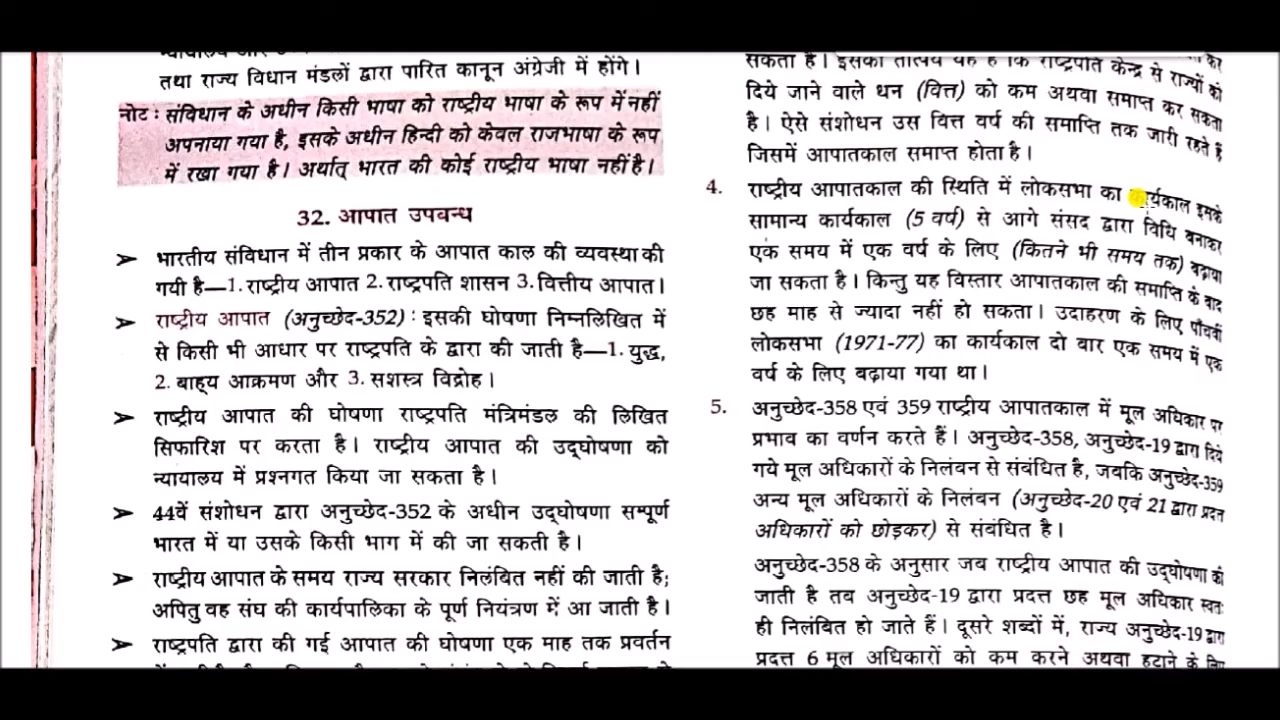 तथा राज्य विधान मंडलों द्वारा पारित कानून अंग्रेजी में होंगे।
नोट : संविधान के अधीन किसी भाषा को राष्ट्रीय भाषा के रूप में नहीं
अपनाया गया है, इसके अधीन हिन्दी को केवल राजभाषा के रूप
में रखा गया है। अर्थात् भारत की कोई राष्ट्रीय भाषा नहीं है।
32. आपात उपबन्ध
➤ भारतीय संविधान में तीन प्रकार के आपात काल की व्यवस्था की
गयी है—1. राष्ट्रीय आपात 2. राष्ट्रपति शासन 3. वित्तीय आपात।
➤ राष्ट्रीय आपात (अनुच्छेद-352) : इसकी घोषणा निम्नलिखित में
से किसी भी आधार पर राष्ट्रपति के द्वारा की जाती है—1. युद्ध,
2. बाह्य आक्रमण और 3. सशस्त्र विद्रोह।
➤ राष्ट्रीय आपात की घोषणा राष्ट्रपति मंत्रिमंडल की लिखित
सिफारिश पर करता है। राष्ट्रीय आपात की उद्घोषणा को
न्यायालय में प्रश्नगत किया जा सकता है।
➤ 44वें संशोधन द्वारा अनुच्छेद-352 के अधीन उद्घोषणा सम्पूर्ण
भारत में या उसके किसी भाग में की जा सकती है।
➤ राष्ट्रीय आपात के समय राज्य सरकार निलंबित नहीं की जाती है;
अपितु वह संघ की कार्यपालिका के पूर्ण नियंत्रण में आ जाती है।
➤ राष्ट्रपति द्वारा की गई आपात की घोषणा एक माह तक प्रवर्तन
सकता है। इसका तात्पर्य यह है कि राष्ट्रपति केन्द्र से राज्यों को
दिये जाने वाले धन (वित्त) को कम अथवा समाप्त कर सकता
है। ऐसे संशोधन उस वित्त वर्ष की समाप्ति तक जारी रहते हैं
जिसमें आपातकाल समाप्त होता है।
4. राष्ट्रीय आपातकाल की स्थिति में लोकसभा का कार्यकाल इसके
सामान्य कार्यकाल (5 वर्ष) से आगे संसद द्वारा विधि बनाकर
एक समय में एक वर्ष के लिए (कितने भी समय तक) बढ़ाया
जा सकता है। किन्तु यह विस्तार आपातकाल की समाप्ति के बाद
छह माह से ज्यादा नहीं हो सकता। उदाहरण के लिए पाँचवीं
लोकसभा (1971-77) का कार्यकाल दो बार एक समय में एक
वर्ष के लिए बढ़ाया गया था।
5. अनुच्छेद-358 एवं 359 राष्ट्रीय आपातकाल में मूल अधिकार पर
प्रभाव का वर्णन करते हैं। अनुच्छेद-358, अनुच्छेद-19 द्वारा दिये
गये मूल अधिकारों के निलंबन से संबंधित है, जबकि अनुच्छेद-359
अन्य मूल अधिकारों के निलंबन (अनुच्छेद-20 एवं 21 द्वारा प्रदत्त
अधिकारों को छोड़कर) से संबंधित है।
अनुच्छेद-358 के अनुसार जब राष्ट्रीय आपात की उद्घोषणा की
जाती है तब अनुच्छेद-19 द्वारा प्रदत्त छह मूल अधिकार स्वतः
ही निलंबित हो जाते हैं। दूसरे शब्दों में, राज्य अनुच्छेद-19 द्वारा
प्रदत्त 6 मूल अधिकारों को कम करने अथवा हटाने के लिए